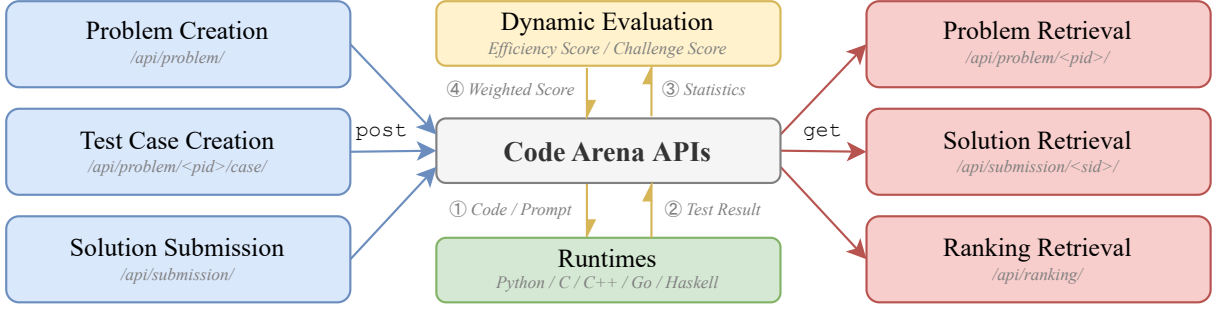 Problem Creation
/api/problem/
Test Case Creation
/api/problem/<pid>/case/
Solution Submission
/api/submission/
post
Dynamic Evaluation
Efficiency Score / Challenge Score
④ Weighted Score
③ Statistics
Code Arena APIs
① Code / Prompt
② Test Result
Runtimes
Python / C / C++ / Go / Haskell
get
Problem Retrieval
/api/problem/<pid>/
Solution Retrieval
/api/submission/<sid>/
Ranking Retrieval
/api/ranking/